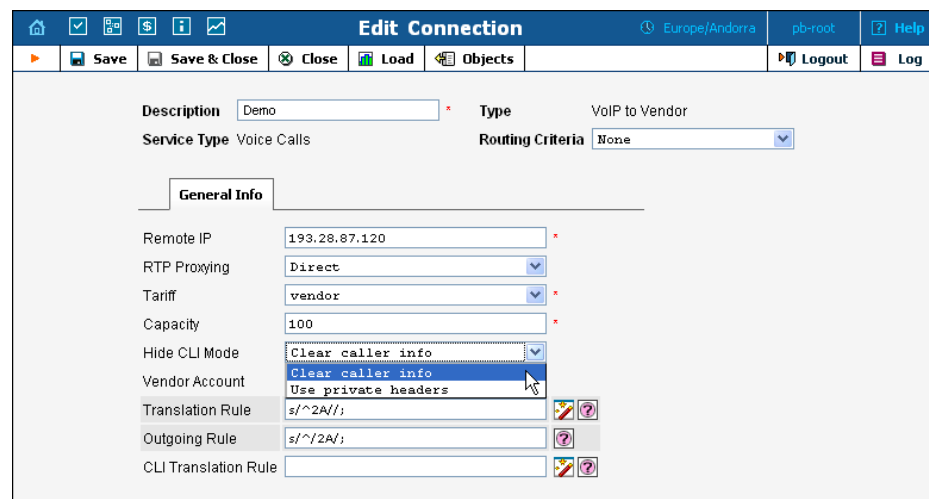 Edit Connection Europe/Andorra pb-root ? Help
Save Save & Close Close Load Objects Logout Log
Description Demo * Type VoIP to Vendor
Service Type Voice Calls Routing Criteria None
General Info
Remote IP 193.28.87.120 *
RTP Proxying Direct
Tariff vendor *
Capacity 100 *
Hide CLI Mode Clear caller info
Clear caller info
Vendor Account
Use private headers
Translation Rule s/^2A//; ?
Outgoing Rule s/^/2A/; ?
CLI Translation Rule ?